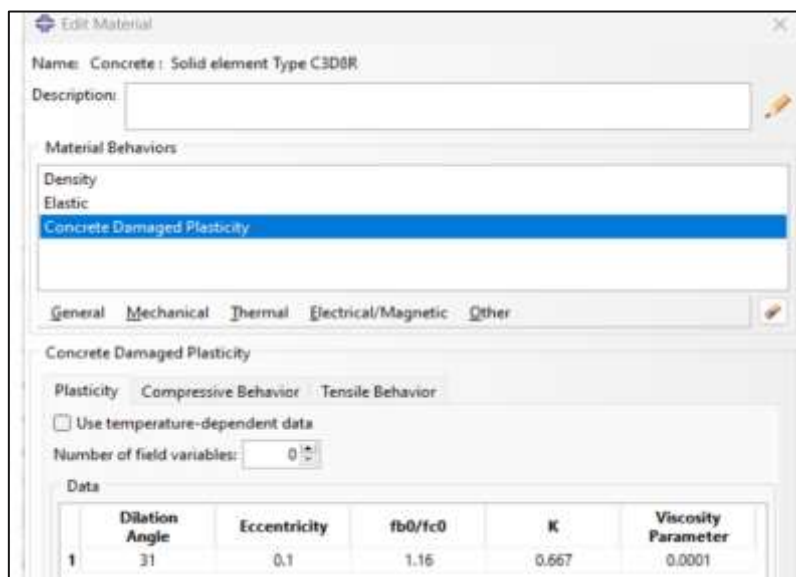 Edit Material
Name: Concrete : Solid element Type C3D8R
Description:
Material Behaviors
Density
Elastic
Concrete Damaged Plasticity
General Mechanical Thermal Electrical/Magnetic Other
Concrete Damaged Plasticity
Plasticity Compressive Behavior Tensile Behavior
Use temperature-dependent data
Number of field variables: 0
Data
Dilation Angle Eccentricity fb0/fc0 K Viscosity Parameter
1 31 0.1 1.16 0.667 0.0001